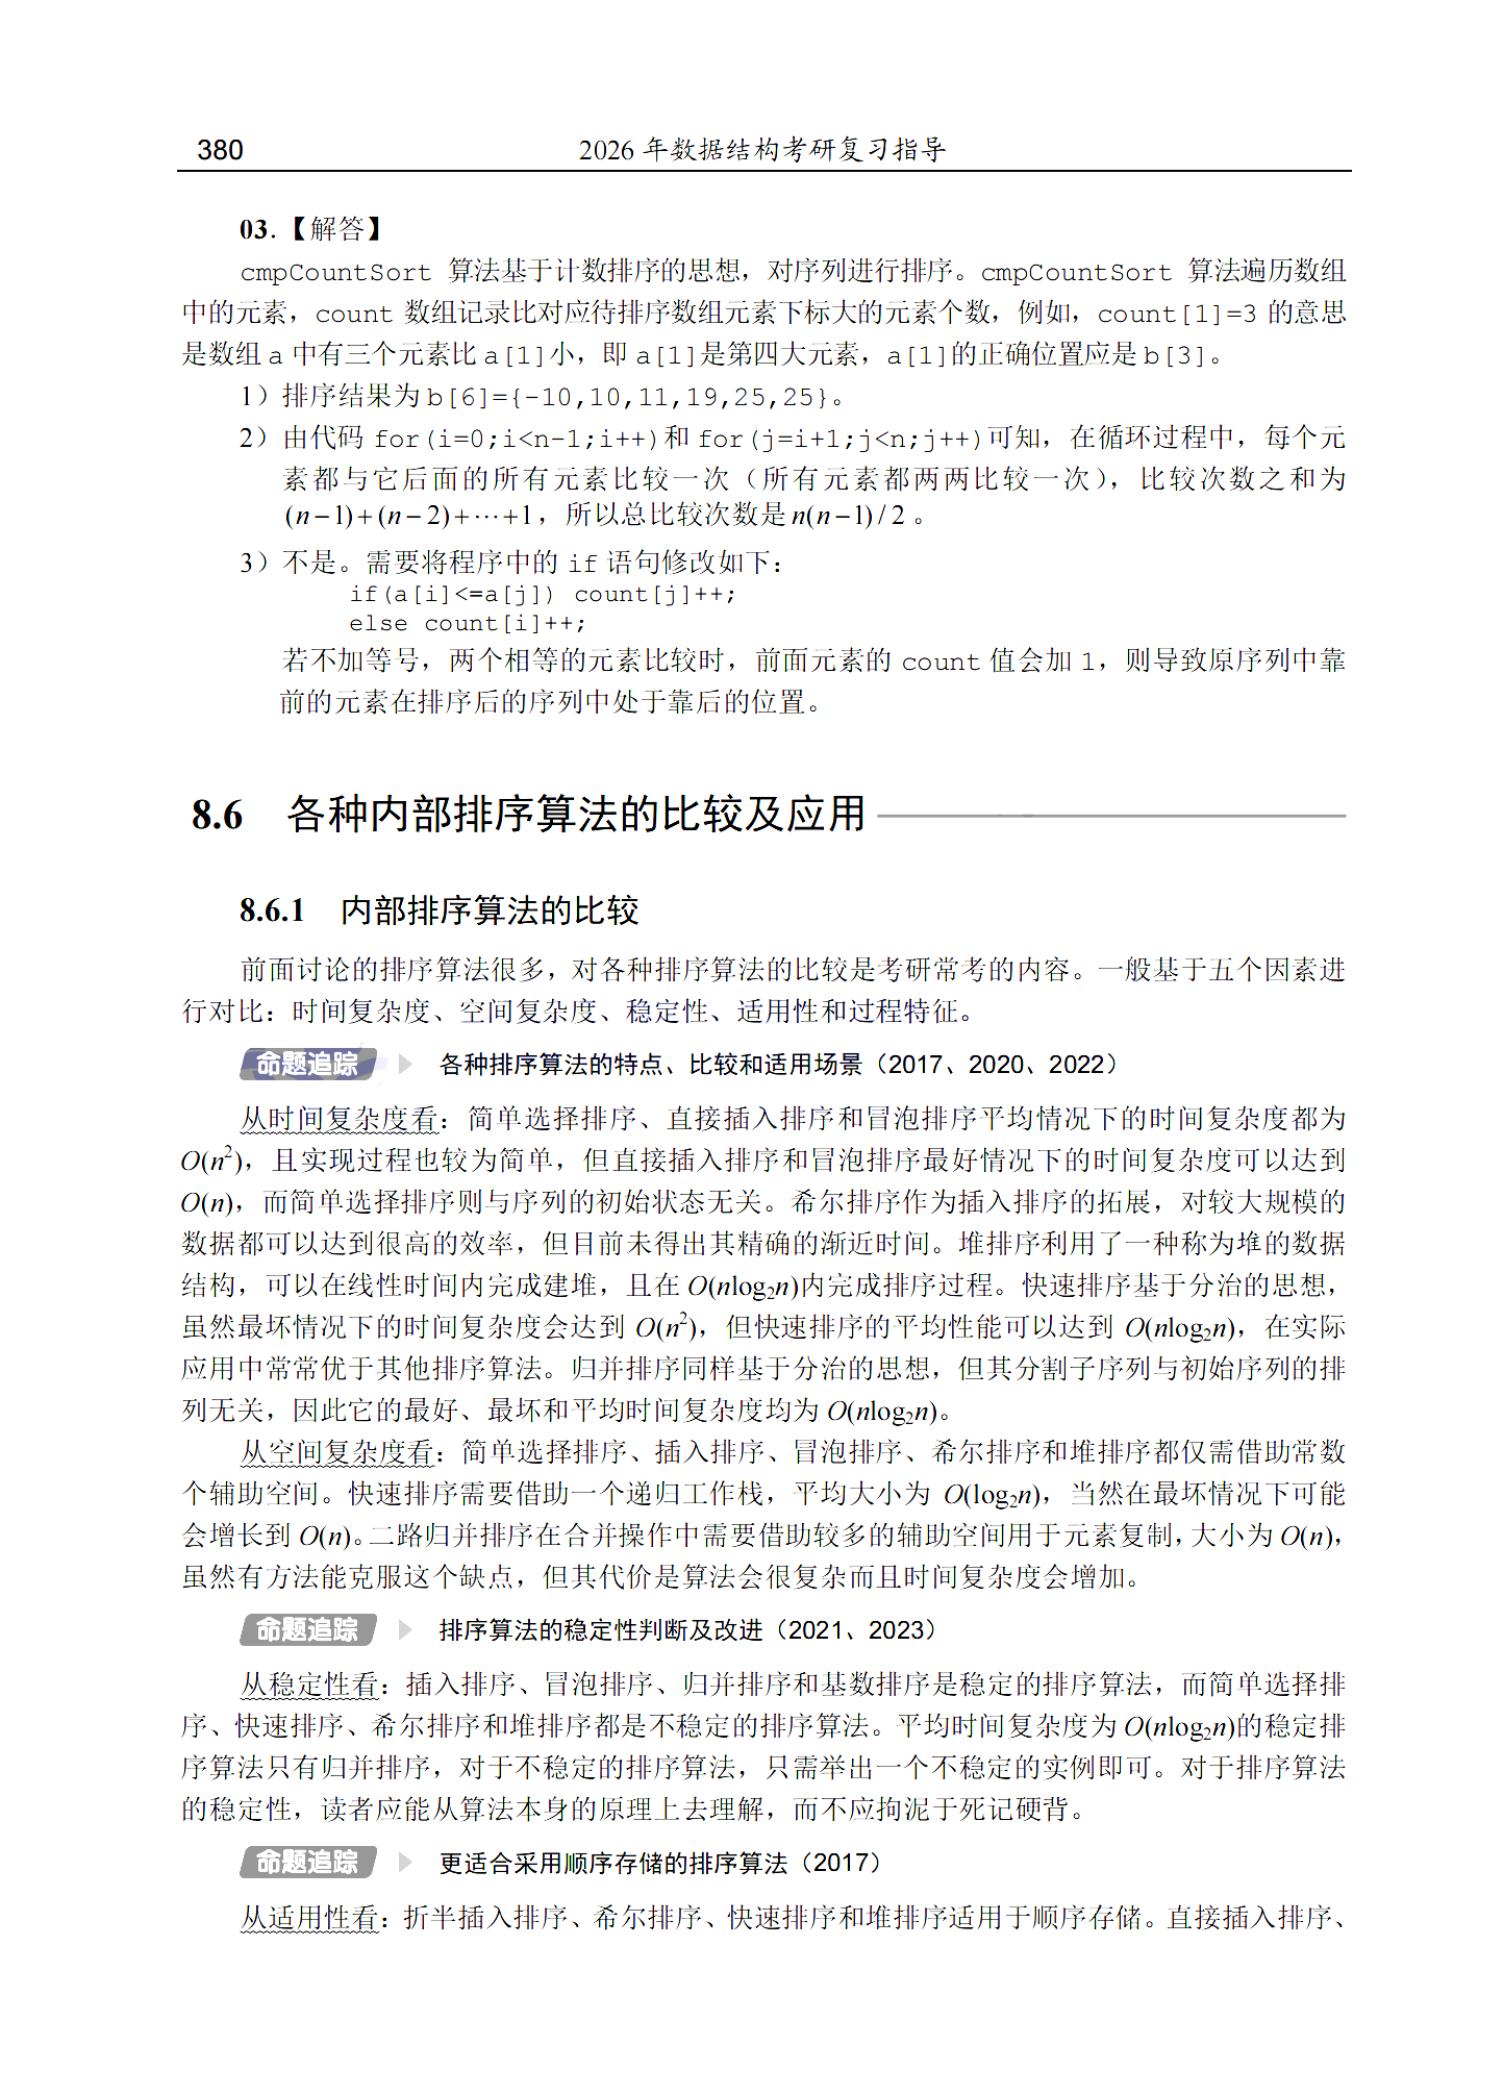 380
2026 年数据结构考研复习指导
03.【解答】
cmpCountSort 算法基于计数排序的思想，对序列进行排序。cmpCountSort 算法遍历数组
中的元素，count 数组记录比对应待排序数组元素下标大的元素个数，例如，count[1]=3 的意思
是数组 a 中有三个元素比 a[1]小，即 a[1]是第四大元素，a[1]的正确位置应是 b[3]。
1）排序结果为 b[6]={-10,10,11,19,25,25}。
2）由代码 for(i=0;i<n-1;i++)和 for(j=i+1;j<n;j++)可知，在循环过程中，每个元
素都与它后面的所有元素比较一次（所有元素都两两比较一次），比较次数之和为
(n−1)+(n−2)+⋯+1，所以总比较次数是 n(n−1)/2。
3）不是。需要将程序中的 if 语句修改如下：
if(a[i]<=a[j]) count[j]++;
else count[i]++;
若不加等号，两个相等的元素比较时，前面元素的 count 值会加 1，则导致原序列中靠
前的元素在排序后的序列中处于靠后的位置。
8.6 各种内部排序算法的比较及应用
8.6.1 内部排序算法的比较
前面讨论的排序算法很多，对各种排序算法的比较是考研常考的内容。一般基于五个因素进
行对比：时间复杂度、空间复杂度、稳定性、适用性和过程特征。
命题追踪 各种排序算法的特点、比较和适用场景（2017、2020、2022）
从时间复杂度看：简单选择排序、直接插入排序和冒泡排序平均情况下的时间复杂度都为
O(n²)，且实现过程也较为简单，但直接插入排序和冒泡排序最好情况下的时间复杂度可以达到
O(n)，而简单选择排序则与序列的初始状态无关。希尔排序作为插入排序的拓展，对较大规模的
数据都可以达到很高的效率，但目前未得出其精确的渐近时间。堆排序利用了一种称为堆的数据
结构，可以在线性时间内完成建堆，且在 O(nlog₂n)内完成排序过程。快速排序基于分治的思想，
虽然最坏情况下的时间复杂度会达到 O(n²)，但快速排序的平均性能可以达到 O(nlog₂n)，在实际
应用中常常优于其他排序算法。归并排序同样基于分治的思想，但其分割子序列与初始序列的排
列无关，因此它的最好、最坏和平均时间复杂度均为 O(nlog₂n)。
从空间复杂度看：简单选择排序、插入排序、冒泡排序、希尔排序和堆排序都仅需借助常数
个辅助空间。快速排序需要借助一个递归工作栈，平均大小为 O(log₂n)，当然在最坏情况下可能
会增长到 O(n)。二路归并排序在合并操作中需要借助较多的辅助空间用于元素复制，大小为 O(n)，
虽然有方法能克服这个缺点，但其代价是算法会很复杂而且时间复杂度会增加。
命题追踪 排序算法的稳定性判断及改进（2021、2023）
从稳定性看：插入排序、冒泡排序、归并排序和基数排序是稳定的排序算法，而简单选择排
序、快速排序、希尔排序和堆排序都是不稳定的排序算法。平均时间复杂度为 O(nlog₂n)的稳定排
序算法只有归并排序，对于不稳定的排序算法，只需举出一个不稳定的实例即可。对于排序算法
的稳定性，读者应能从算法本身的原理上去理解，而不应拘泥于死记硬背。
命题追踪 更适合采用顺序存储的排序算法（2017）
从适用性看：折半插入排序、希尔排序、快速排序和堆排序适用于顺序存储。直接插入排序、